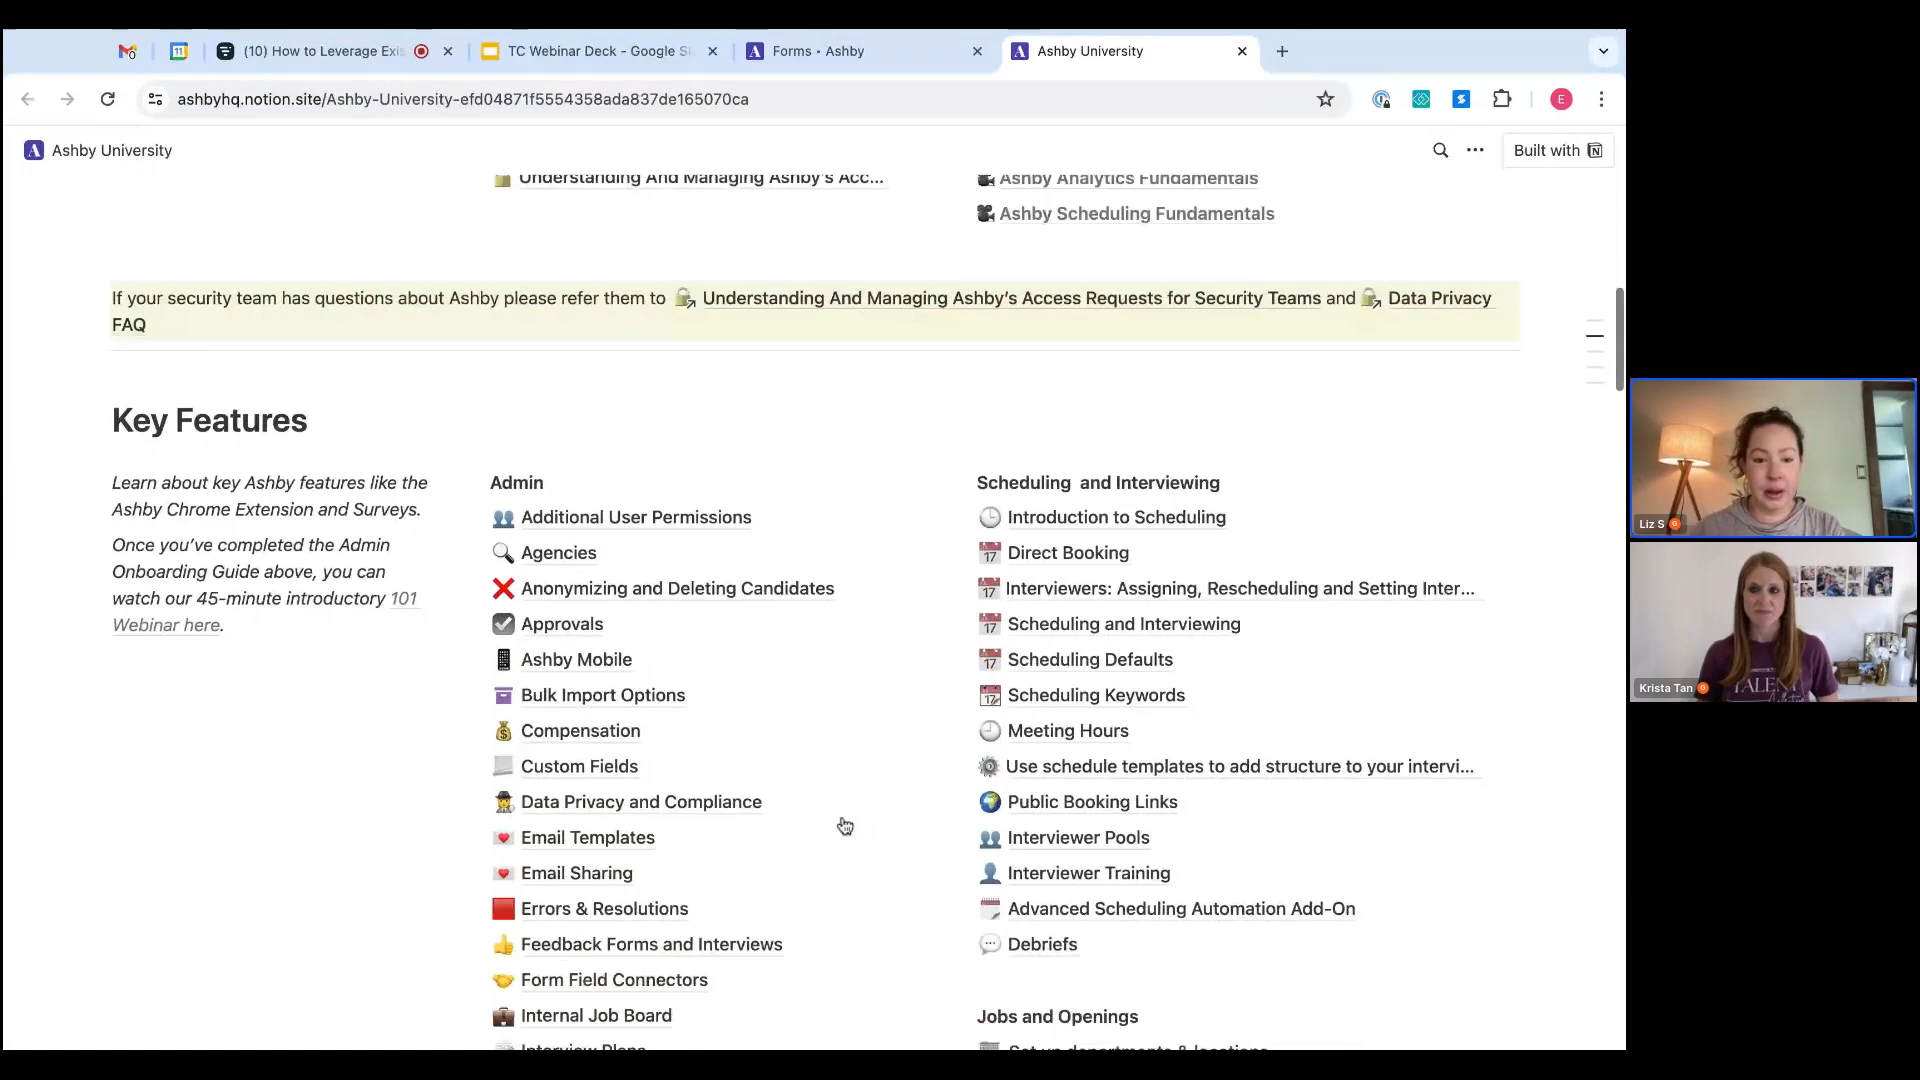 (10) How to Leverage Exis
TC Webinar Deck - Google Sl
Forms • Ashby
Ashby University
ashbyhq.notion.site/Ashby-University-efd04871f5554358ada837de165070ca
E
Ashby University
Built with
Understanding And Managing Ashby's Acc...
Ashby Analytics Fundamentals
Ashby Scheduling Fundamentals
If your security team has questions about Ashby please refer them to Understanding And Managing Ashby's Access Requests for Security Teams and Data Privacy
FAQ
Key Features
Learn about key Ashby features like the
Ashby Chrome Extension and Surveys.
Once you've completed the Admin
Onboarding Guide above, you can
watch our 45-minute introductory 101
Webinar here.
Admin
Additional User Permissions
Agencies
Anonymizing and Deleting Candidates
Approvals
Ashby Mobile
Bulk Import Options
Compensation
Custom Fields
Data Privacy and Compliance
Email Templates
Email Sharing
Errors & Resolutions
Feedback Forms and Interviews
Form Field Connectors
Internal Job Board
Interview Plans
Scheduling and Interviewing
Introduction to Scheduling
Direct Booking
Interviewers: Assigning, Rescheduling and Setting Inter...
Scheduling and Interviewing
Scheduling Defaults
Scheduling Keywords
Meeting Hours
Use schedule templates to add structure to your intervi...
Public Booking Links
Interviewer Pools
Interviewer Training
Advanced Scheduling Automation Add-On
Debriefs
Jobs and Openings
Set up departments & locations
Liz S
TALENT
Krista Tan